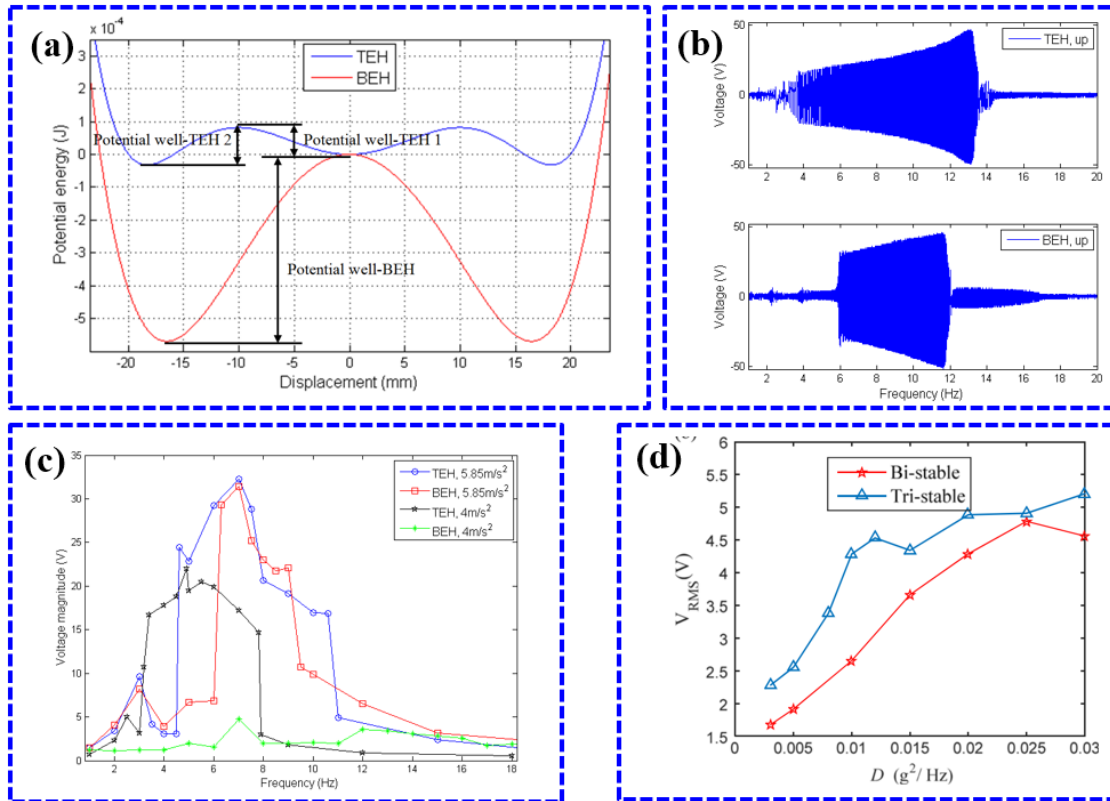 (a)
× 10⁻⁴
TEH
BEH
3
2
1
0
-1
-2
-3
-4
-5
Potential energy (J)
Potential well-TEH 2
Potential well-TEH 1
Potential well-BEH
-20 -15 -10 -5 0 5 10 15 20
Displacement (mm)
(b)
50
0
-50
Voltage (V)
TEH, up
2 4 6 8 10 12 14 16 18 20
50
0
-50
Voltage (V)
BEH, up
2 4 6 8 10 12 14 16 18 20
Frequency (Hz)
(c)
35
30
25
20
15
10
5
0
Voltage magnitude (V)
TEH, 5.85m/s²
BEH, 5.85m/s²
TEH, 4m/s²
BEH, 4m/s²
2 4 6 8 10 12 14 16 18
Frequency (Hz)
(d)
6
5.5
5
4.5
4
3.5
3
2.5
2
1.5
V_RMS(V)
Bi-stable
Tri-stable
0 0.005 0.01 0.015 0.02 0.025 0.03
D (g²/ Hz)